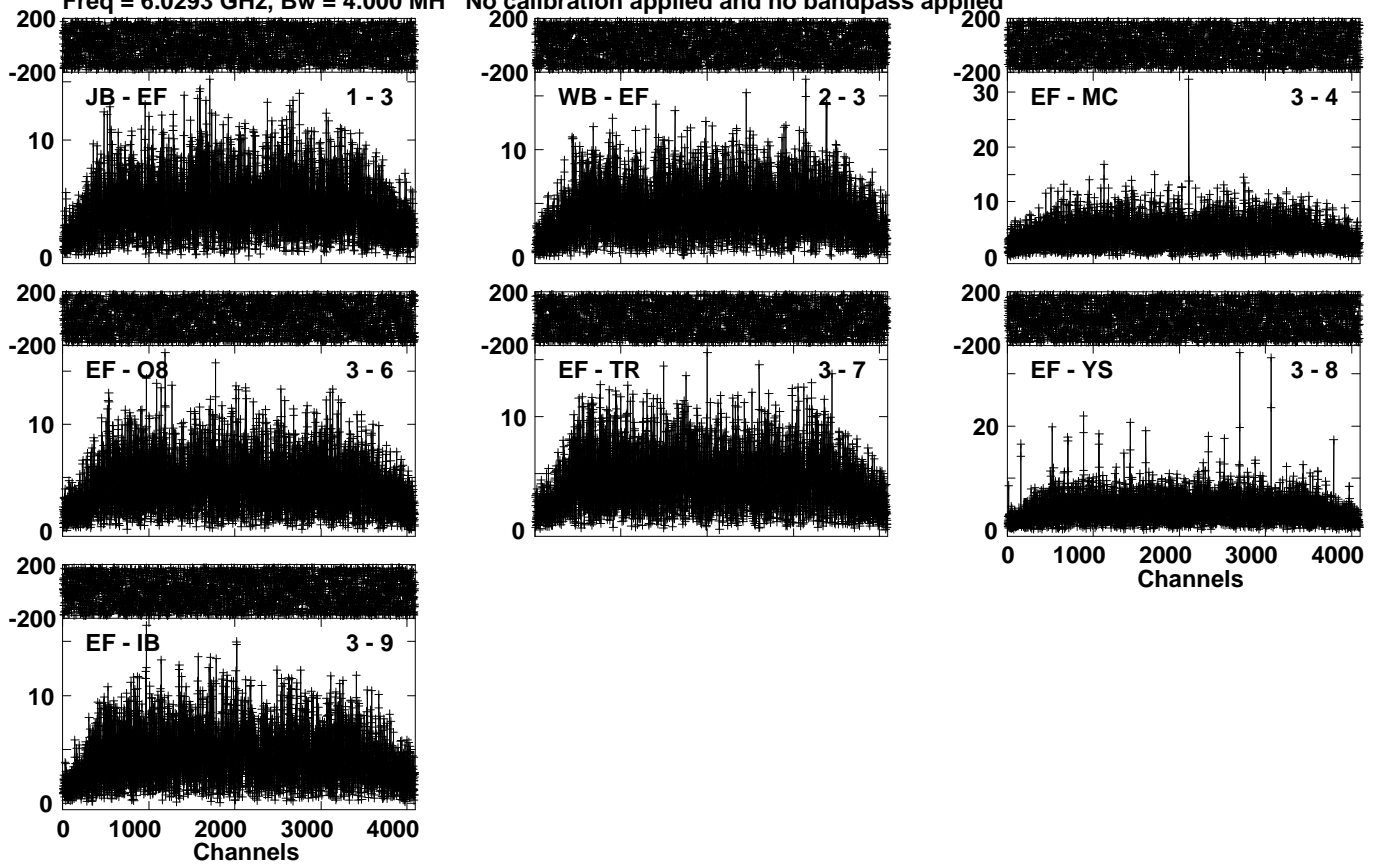 Freq = 6.0293 GHz, Bw = 4.000 MH No calibration applied and no bandpass applied
200
-200
JB - EF 1 - 3
10
0
200
-200
WB - EF 2 - 3
10
0
200
-200
EF - MC 3 - 4
30
20
10
0
200
-200
EF - O8 3 - 6
10
0
200
-200
EF - TR 3 - 7
10
0
200
-200
EF - YS 3 - 8
20
0
0 1000 2000 3000 4000
Channels
200
-200
EF - IB 3 - 9
10
0
0 1000 2000 3000 4000
Channels